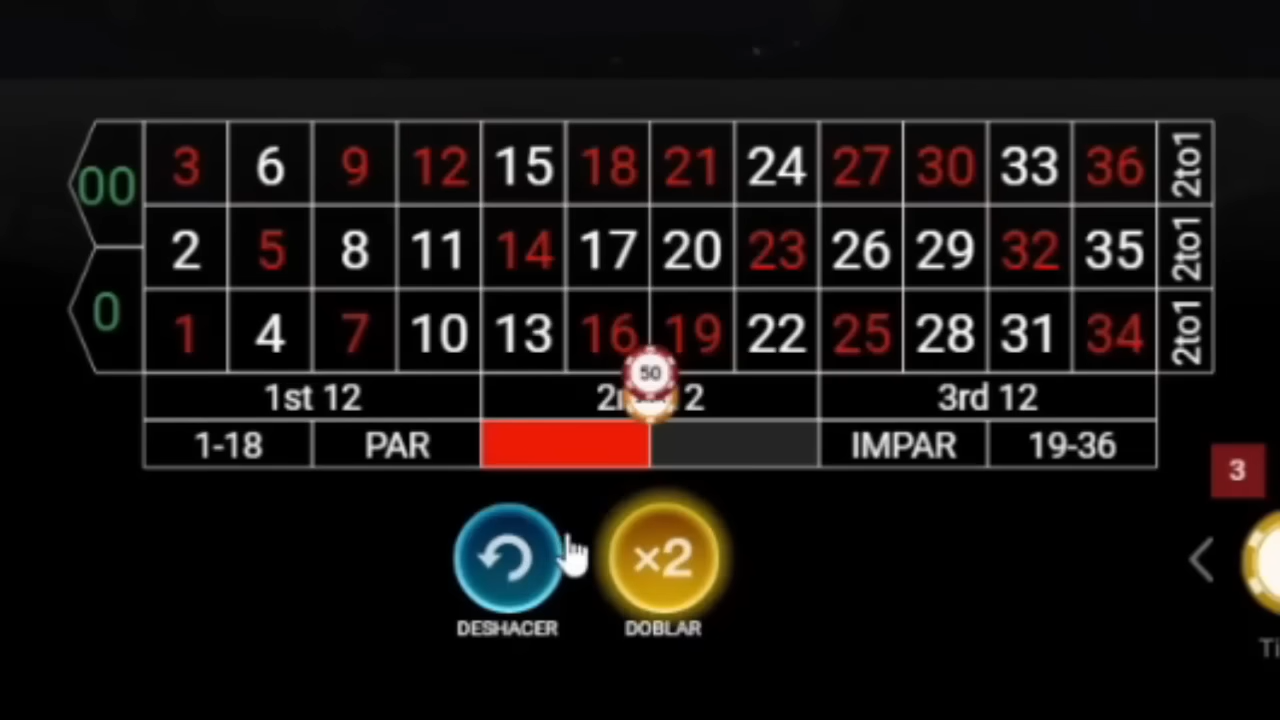 3 6 9 12 15 18 21 24 27 30 33 36 2to1
00
2 5 8 11 14 17 20 23 26 29 32 35 2to1
0
1 4 7 10 13 16 19 22 25 28 31 34 2to1
50
1st 12 2 3rd 12
1-18 PAR IMPAR 19-36
3
×2
DESHACER DOBLAR